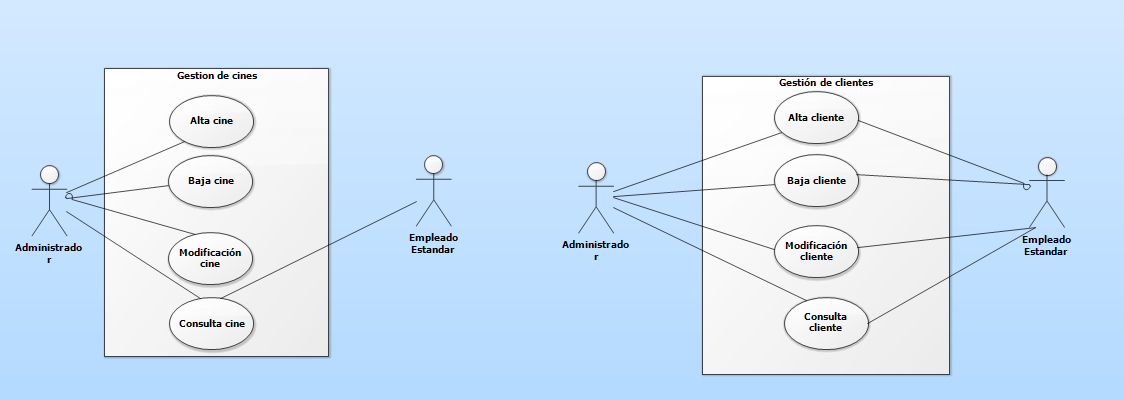 Gestion de cines
Alta cine
Baja cine
Modificación
cine
Consulta cine
Administrado
r
Empleado
Estandar
Gestión de clientes
Alta cliente
Baja cliente
Modificación
cliente
Consulta
cliente
Administrado
r
Empleado
Estandar